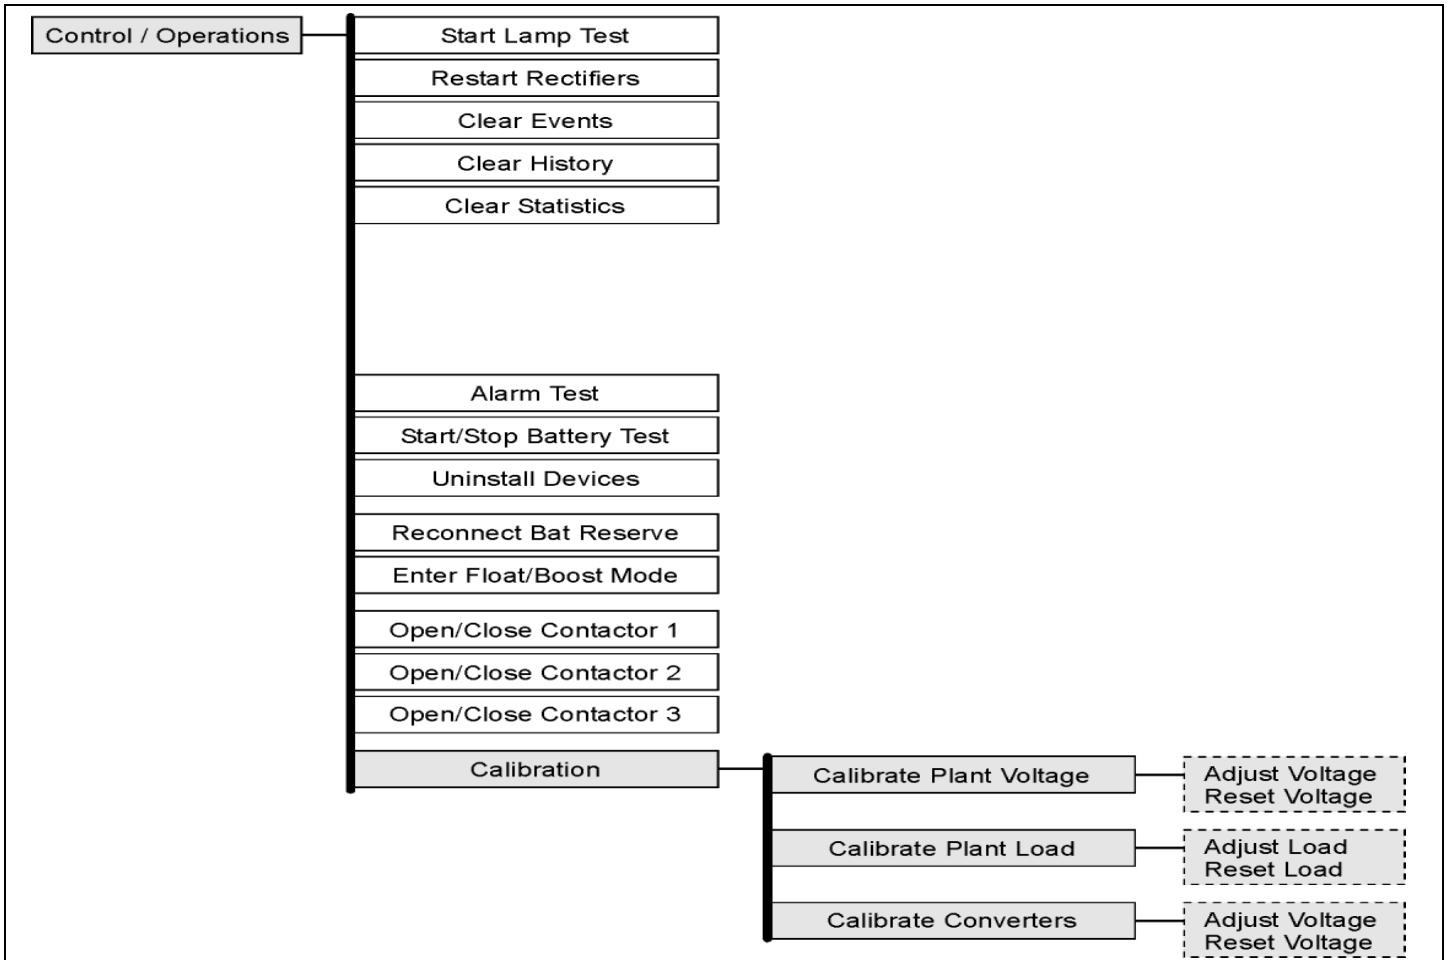 Control / Operations
Start Lamp Test
Restart Rectifiers
Clear Events
Clear History
Clear Statistics
Alarm Test
Start/Stop Battery Test
Uninstall Devices
Reconnect Bat Reserve
Enter Float/Boost Mode
Open/Close Contactor 1
Open/Close Contactor 2
Open/Close Contactor 3
Calibration
Calibrate Plant Voltage
Adjust Voltage
Reset Voltage
Calibrate Plant Load
Adjust Load
Reset Load
Calibrate Converters
Adjust Voltage
Reset Voltage